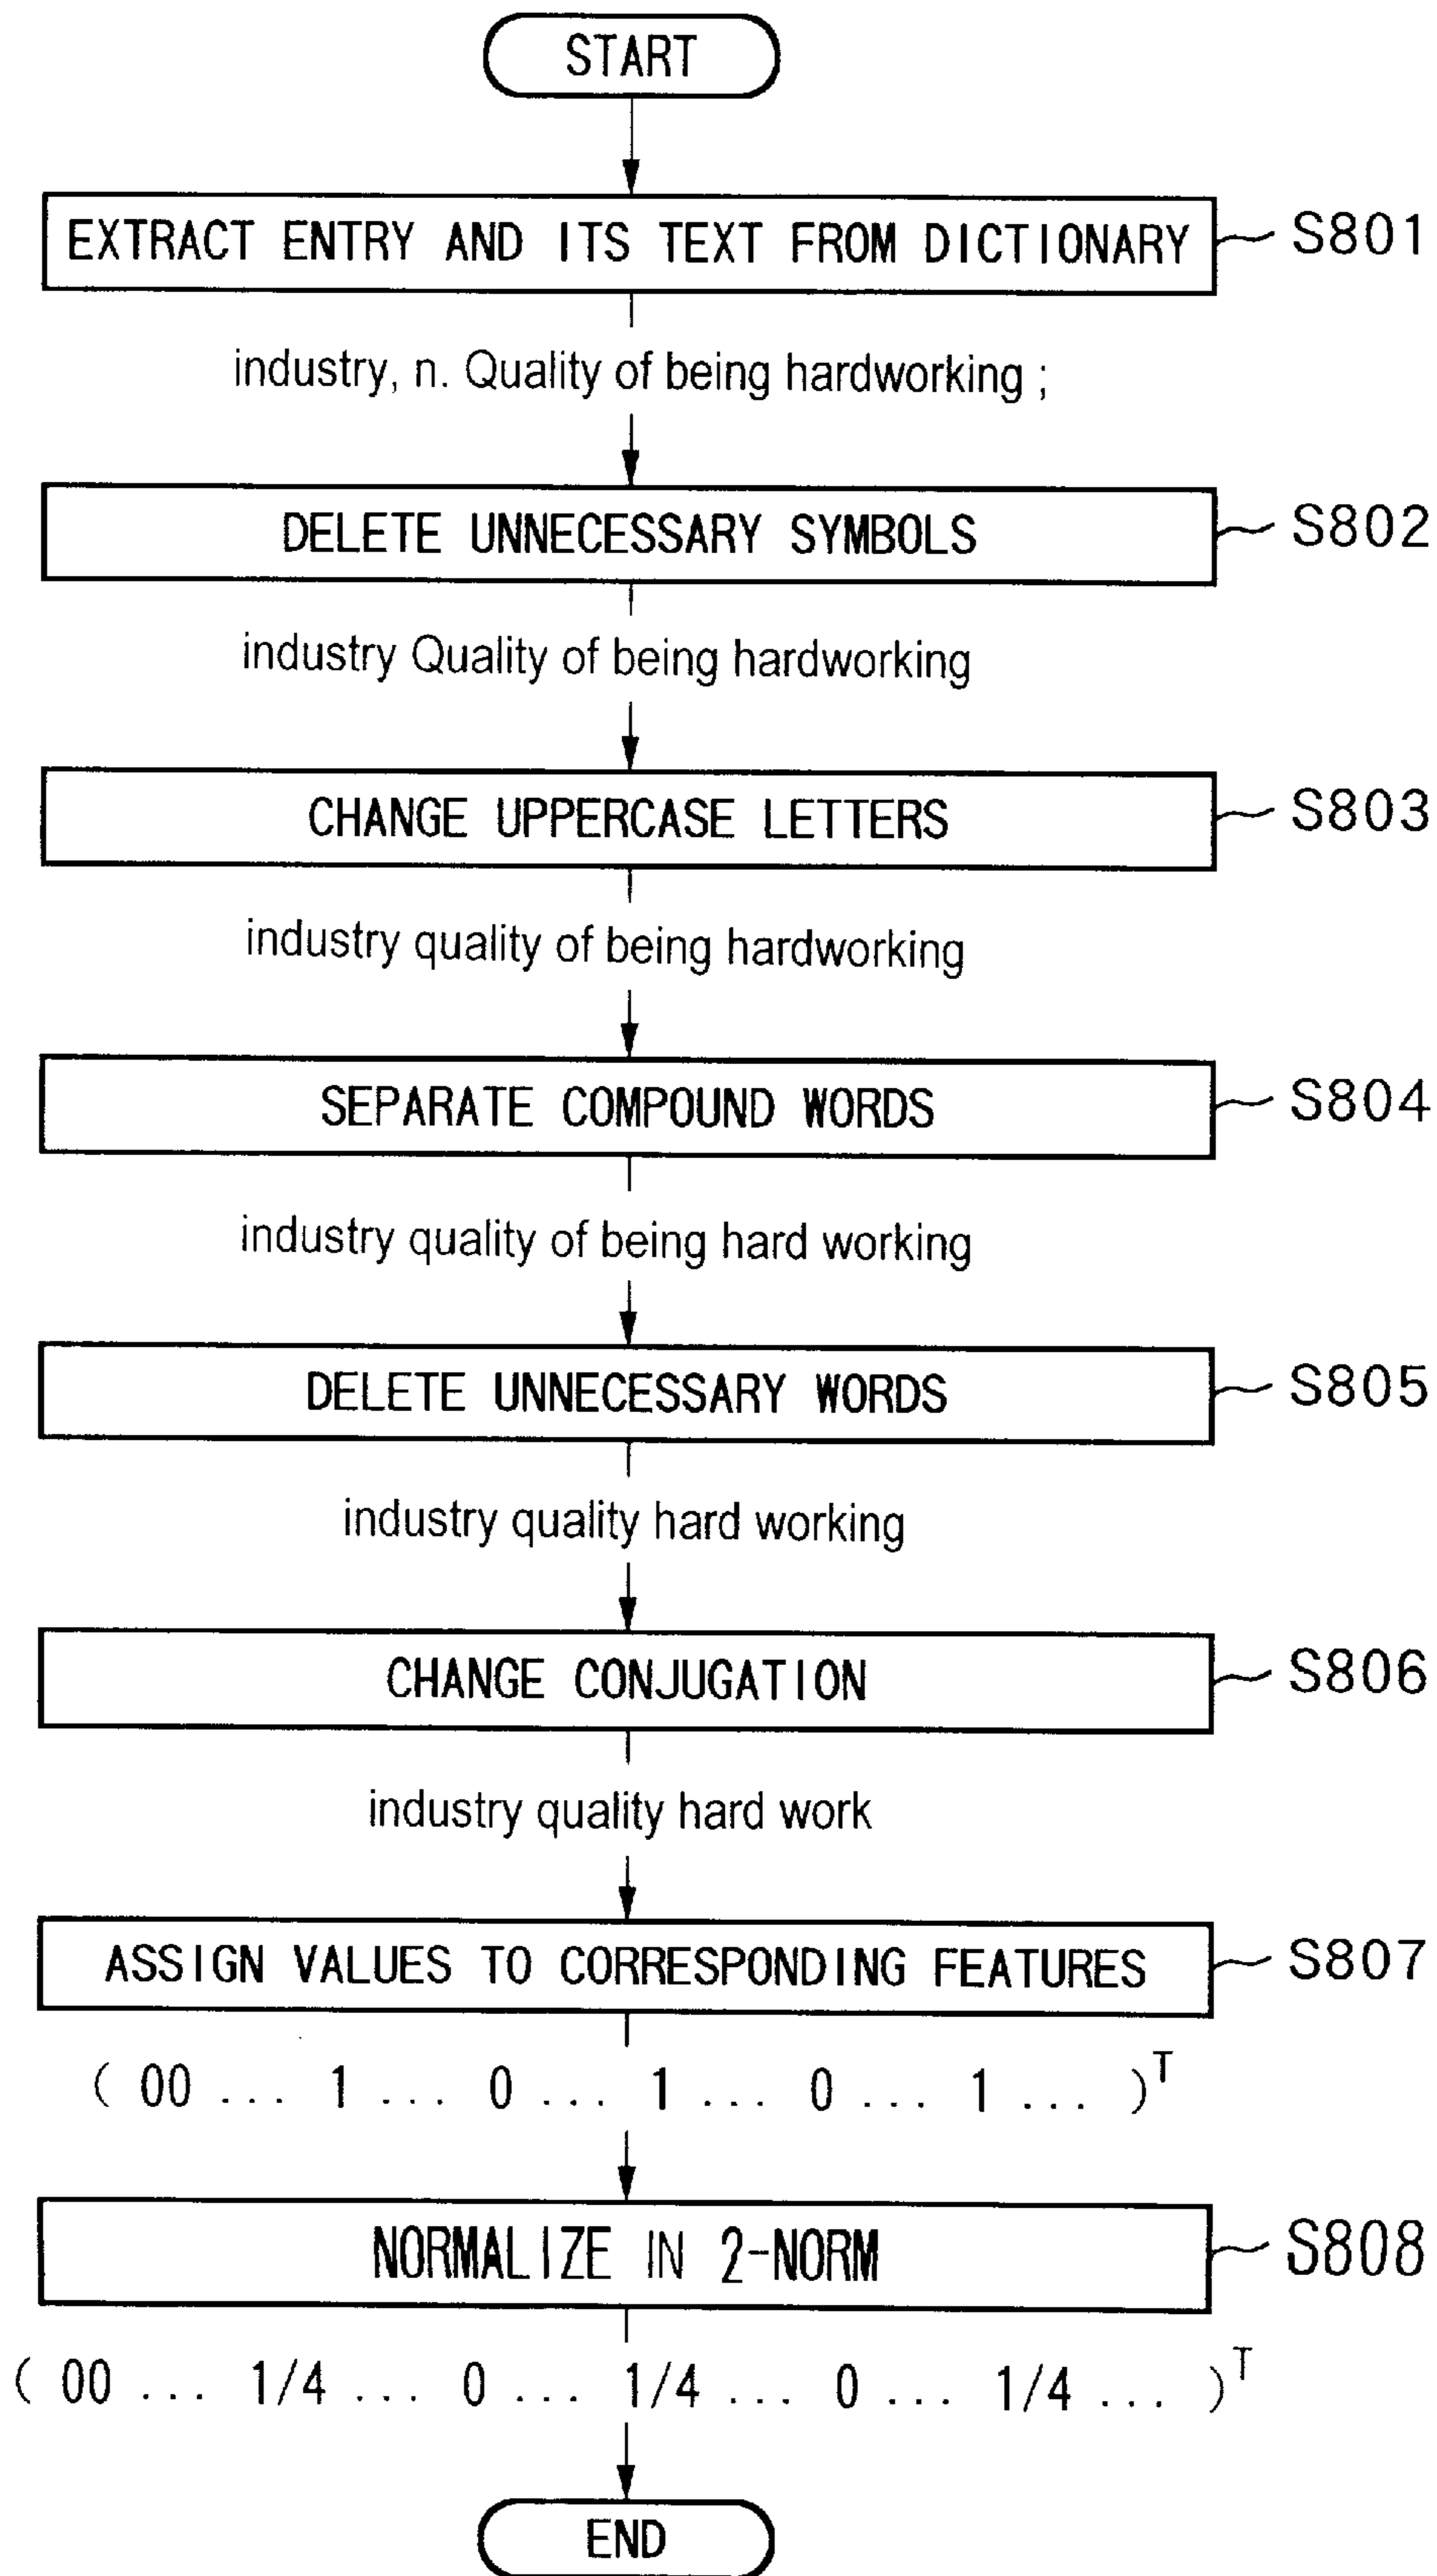 START
EXTRACT ENTRY AND ITS TEXT FROM DICTIONARY S801
industry, n. Quality of being hardworking ;
DELETE UNNECESSARY SYMBOLS S802
industry Quality of being hardworking
CHANGE UPPERCASE LETTERS S803
industry quality of being hardworking
SEPARATE COMPOUND WORDS S804
industry quality of being hard working
DELETE UNNECESSARY WORDS S805
industry quality hard working
CHANGE CONJUGATION S806
industry quality hard work
ASSIGN VALUES TO CORRESPONDING FEATURES S807
( 00 ... 1 ... 0 ... 1 ... 0 ... 1 ... )T
NORMALIZE IN 2-NORM S808
( 00 ... 1/4 ... 0 ... 1/4 ... 0 ... 1/4 ... )T
END